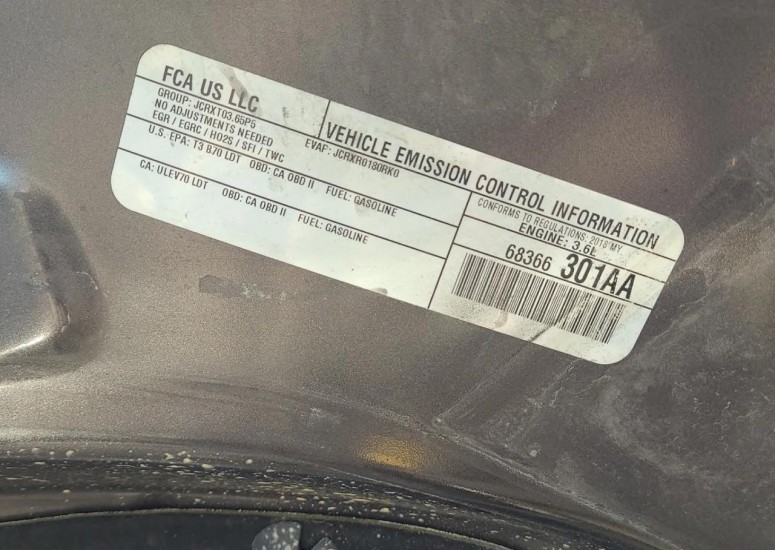 FCA US LLC
GROUP: JCRXT03.65P5
NO ADJUSTMENTS NEEDED
EGR / EGRC / HO2S / SFI / TWC
EVAP: JCRXR0180RK0
U.S. EPA: T3 B70 LDT OBD: CA OBD II FUEL: GASOLINE
CA: ULEV70 LDT OBD: CA OBD II FUEL: GASOLINE
VEHICLE EMISSION CONTROL INFORMATION
CONFORMS TO REGULATIONS: 2018 MY
ENGINE: 3.6L
68366 301AA